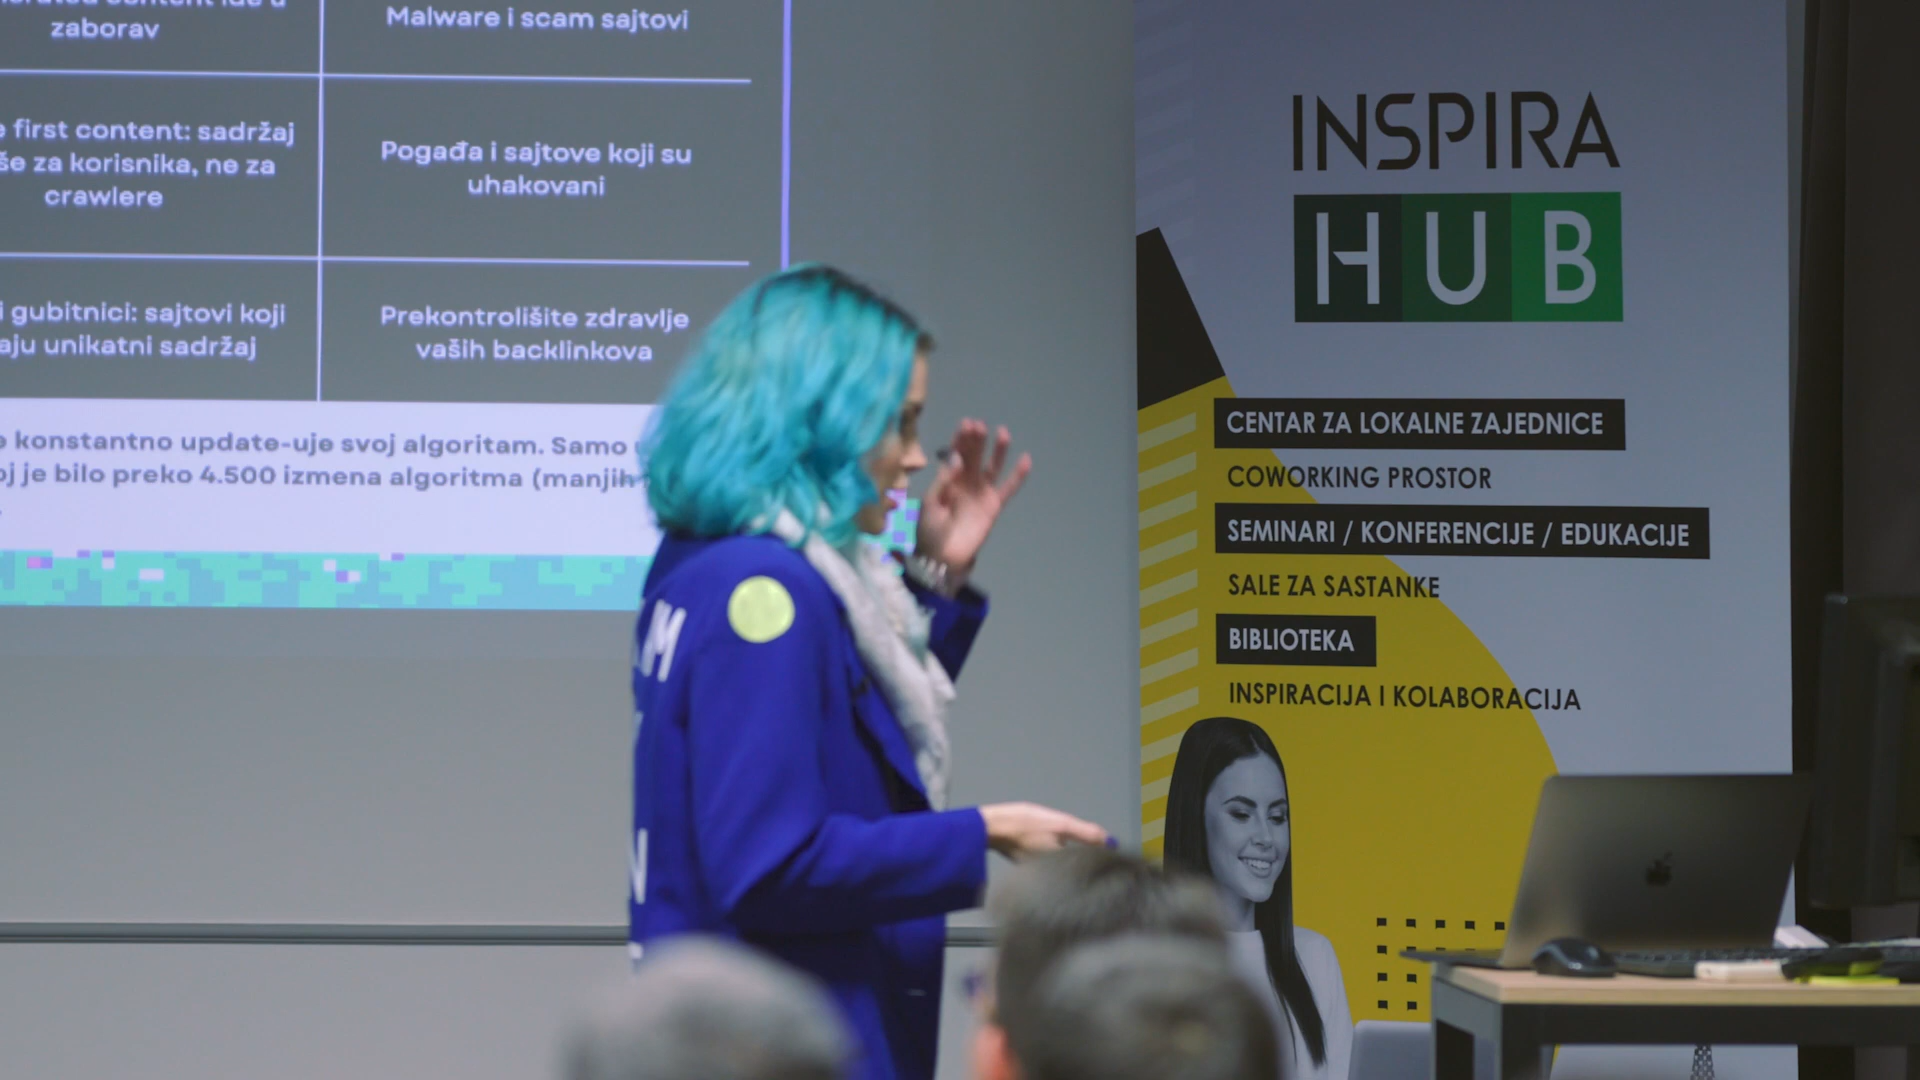 content ide u
zaborav
Malware i scam sajtovi
first content: sadržaj
za korisnika, ne za
crawlere
Pogađa i sajtove koji su
uhakovani
i gubitnici: sajtovi koji
unikatni sadržaj
Prekontrolišite zdravlje
vaših backlinkova
konstantno update-uje svoj algoritam. Samo
je bilo preko 4.500 izmena algoritma (manjih
INSPIRA
HUB
CENTAR ZA LOKALNE ZAJEDNICE
COWORKING PROSTOR
SEMINARI / KONFERENCIJE / EDUKACIJE
SALE ZA SASTANKE
BIBLIOTEKA
INSPIRACIJA I KOLABORACIJA